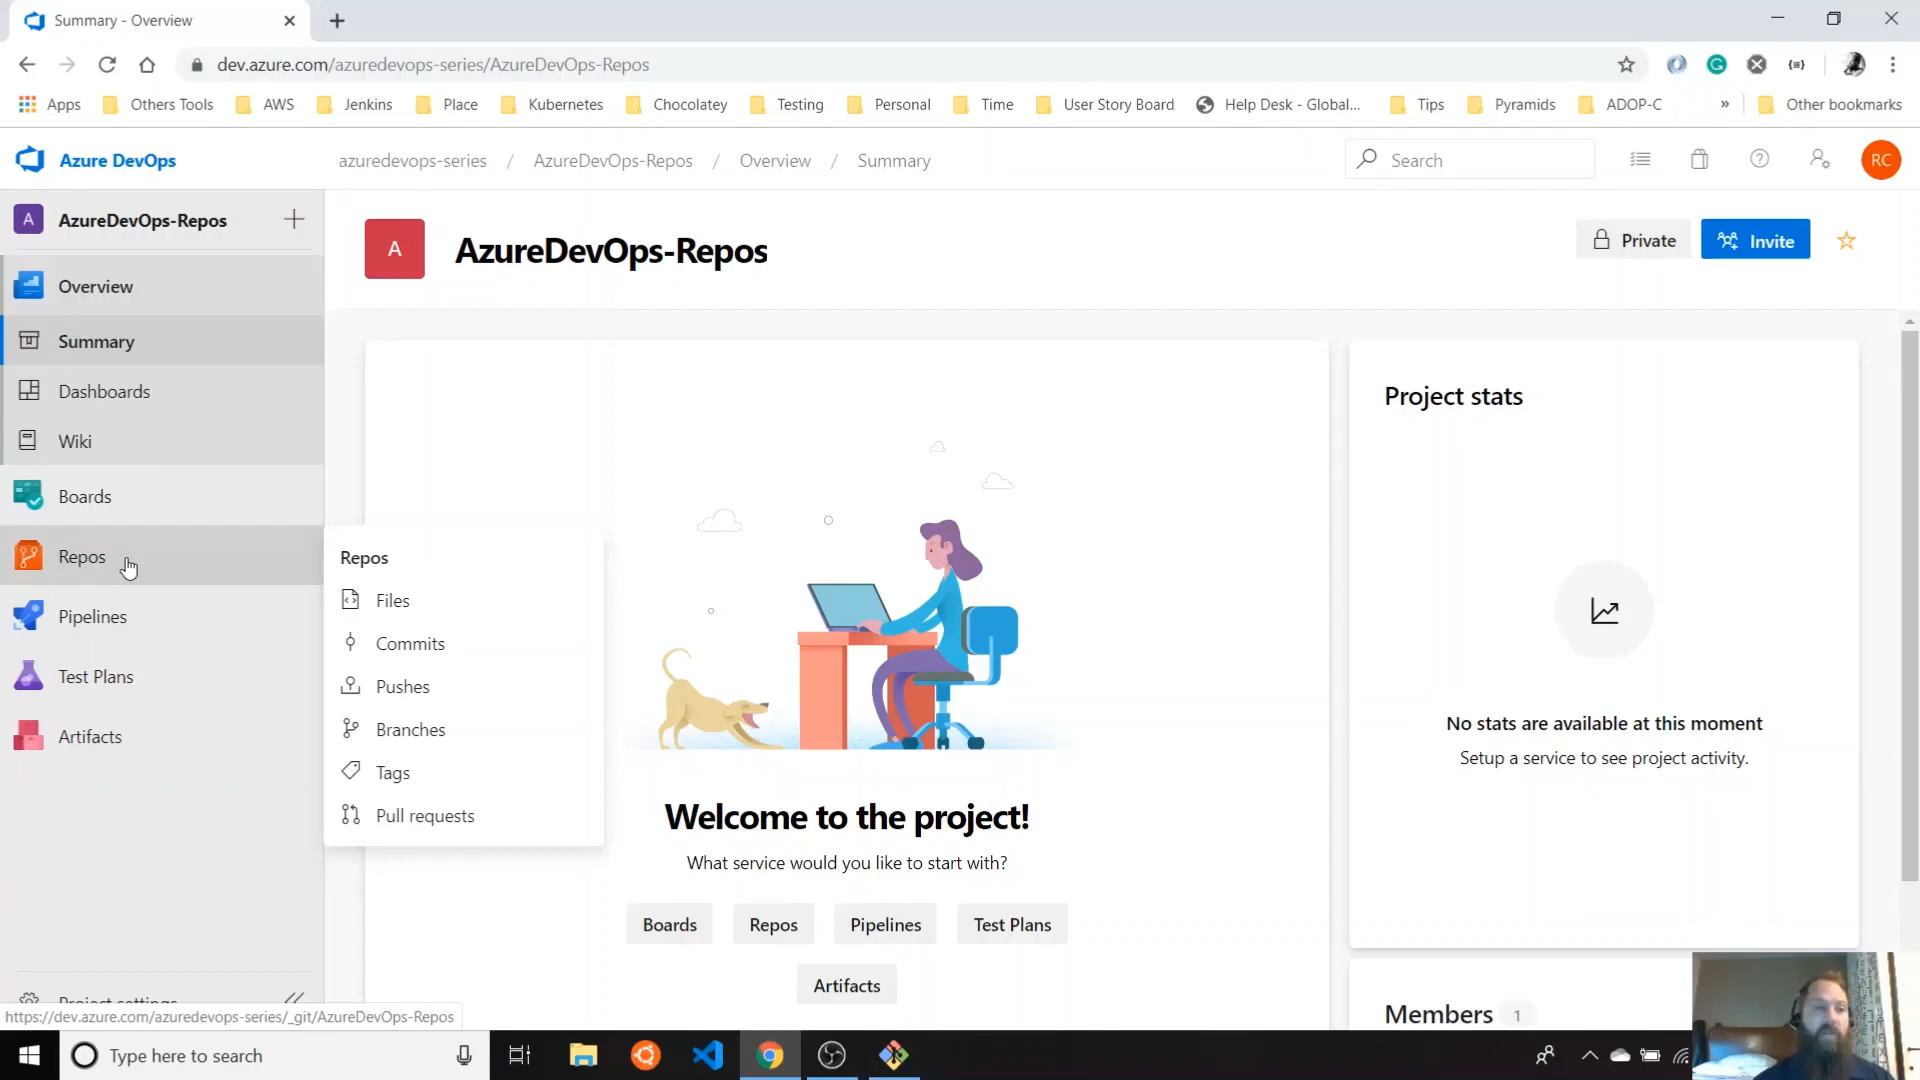 Summary - Overview
dev.azure.com/azuredevops-series/AzureDevOps-Repos
Apps
Others Tools
AWS
Jenkins
Place
Kubernetes
Chocolatey
Testing
Personal
Time
User Story Board
Help Desk - Global...
Tips
Pyramids
ADOP-C
»
Other bookmarks
Azure DevOps
azuredevops-series / AzureDevOps-Repos / Overview / Summary
Search
RC
A AzureDevOps-Repos
A AzureDevOps-Repos
Private
Invite
Overview
Summary
Dashboards
Wiki
Boards
Repos
Pipelines
Test Plans
Artifacts
Project settings
Repos
Files
Commits
Pushes
Branches
Tags
Pull requests
Welcome to the project!
What service would you like to start with?
Boards
Repos
Pipelines
Test Plans
Artifacts
Project stats
No stats are available at this moment
Setup a service to see project activity.
Members 1
https://dev.azure.com/azuredevops-series/_git/AzureDevOps-Repos
Type here to search